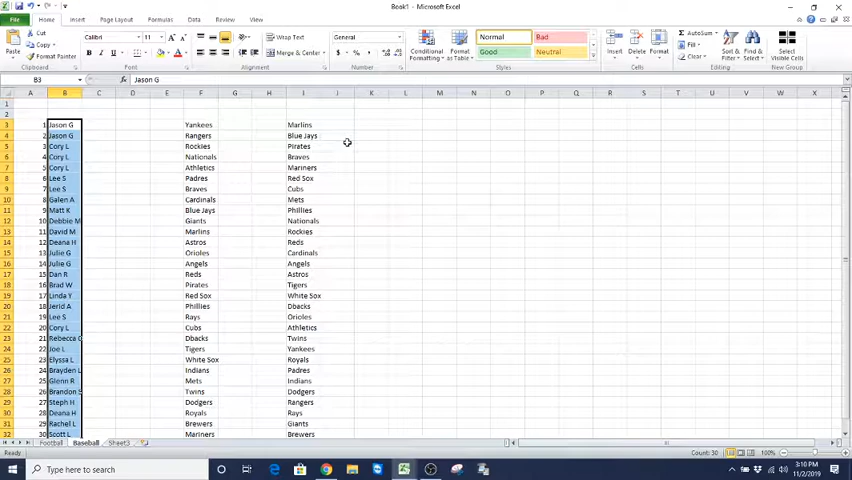 Book1 - Microsoft Excel
File Home Insert Page Layout Formulas Data Review View
Cut
Copy
Format Painter
Paste
Clipboard
Calibri 11
Font
Wrap Text
Merge & Center
Alignment
General
Number
Conditional Formatting
Format as Table
Normal Bad
Good Neutral
Styles
Insert Delete Format
Cells
AutoSum
Fill
Clear
Sort & Filter
Find & Select
Editing
Select Visible Cells
B3 fx Jason G
A B C D E F G H I J K L M N O P Q R S T U V W X
1
2
3 1 Jason G Yankees Marlins
4 2 Jason G Rangers Blue Jays
5 3 Cory L Rockies Pirates
6 4 Cory L Nationals Braves
7 5 Cory L Athletics Mariners
8 6 Lee S Padres Red Sox
9 7 Lee S Braves Cubs
10 8 Galen A Cardinals Mets
11 9 Matt K Blue Jays Phillies
12 10 Debbie M Giants Nationals
13 11 David M Marlins Rockies
14 12 Deana H Astros Reds
15 13 Julie G Orioles Cardinals
16 14 Julie G Angels Angels
17 15 Dan R Reds Astros
18 16 Brad W Pirates Tigers
19 17 Linda Y Red Sox White Sox
20 18 Jerid A Phillies Dbacks
21 19 Lee S Rays Orioles
22 20 Cory L Cubs Athletics
23 21 Rebecca Dbacks Twins
24 22 Joe L Tigers Yankees
25 23 Elyssa L White Sox Royals
26 24 Brayden L Indians Padres
27 25 Glenn R Mets Indians
28 26 Brandon Twins Dodgers
29 27 Steph H Dodgers Rangers
30 28 Deana H Royals Rays
31 29 Rachel L Brewers Giants
32 30 Scott L Mariners Brewers
Football Baseball Sheet3
Ready Count: 30 100%
Type here to search
3:10 PM
11/2/2019